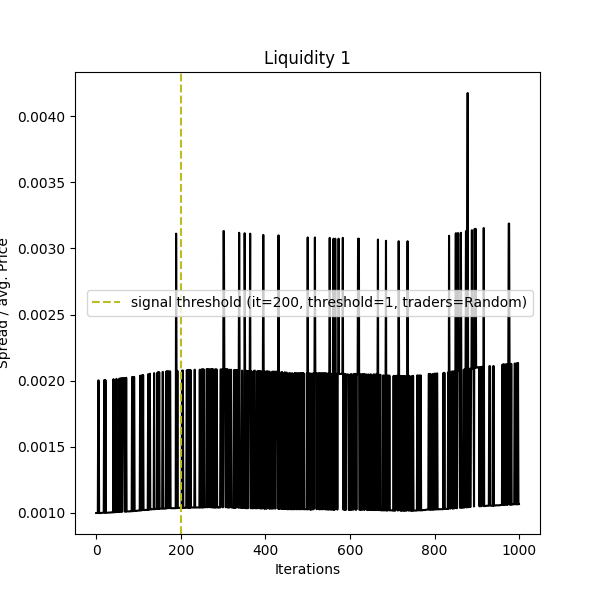 Liquidity 1
0.0040
0.0035
0.0030
0.0025
0.0020
0.0015
0.0010
Spread / avg. Price
signal threshold (it=200, threshold=1, traders=Random)
0 200 400 600 800 1000
Iterations